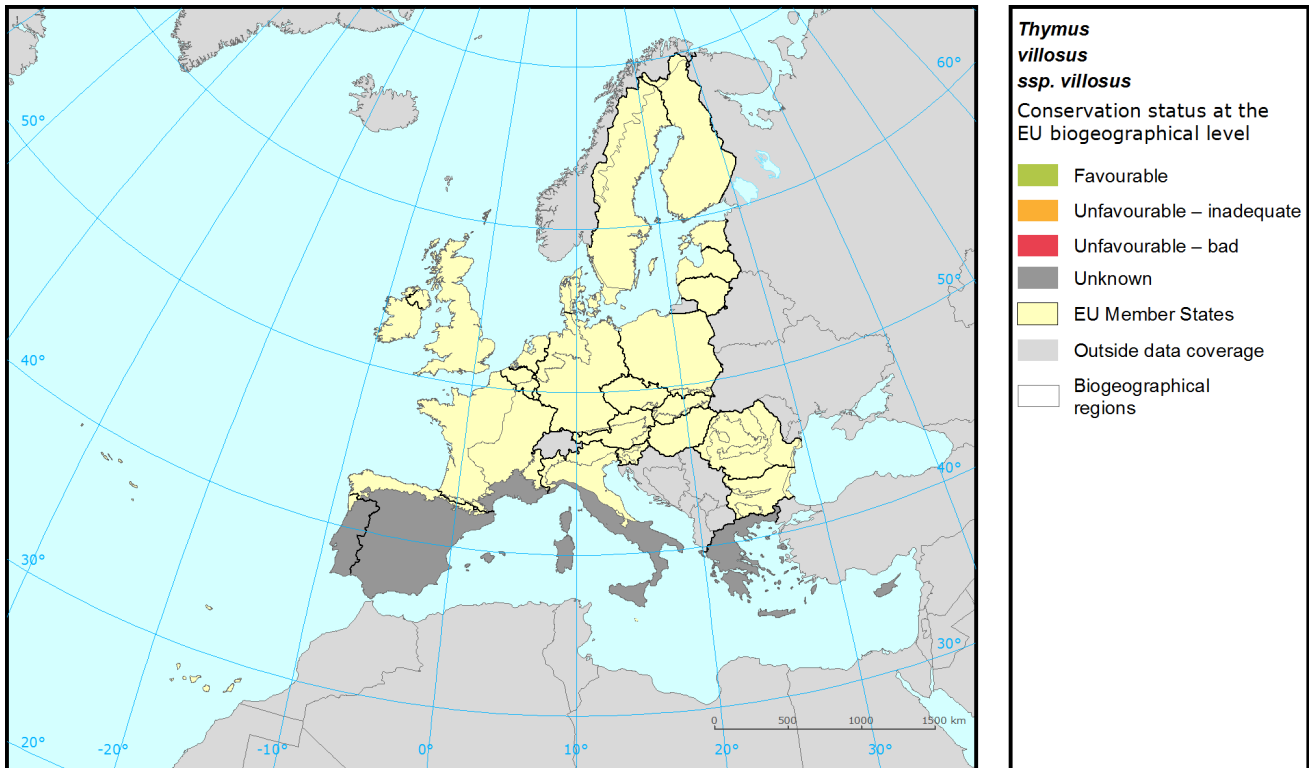 Thymus
villosus
ssp. villosus
Conservation status at the
EU biogeographical level
Favourable
Unfavourable – inadequate
Unfavourable – bad
Unknown
EU Member States
Outside data coverage
Biogeographical
regions
60°
50°
50°
40°
40°
30°
30°
20°
-20°
-10°
0°
10°
20°
30°
0 500 1000 1500 km